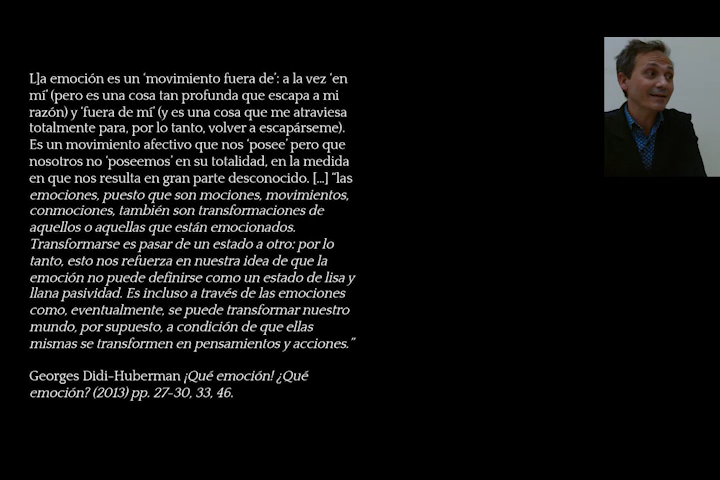 L]a emoción es un ‘movimiento fuera de’: a la vez ‘en
mí’ (pero es una cosa tan profunda que escapa a mi
razón) y ‘fuera de mí’ (y es una cosa que me atraviesa
totalmente para, por lo tanto, volver a escapárseme).
Es un movimiento afectivo que nos ‘posee’ pero que
nosotros no ‘poseemos’ en su totalidad, en la medida
en que nos resulta en gran parte desconocido. [...] “las
emociones, puesto que son mociones, movimientos,
conmociones, también son transformaciones de
aquellos o aquellas que están emocionados.
Transformarse es pasar de un estado a otro: por lo
tanto, esto nos refuerza en nuestra idea de que la
emoción no puede definirse como un estado de lisa y
llana pasividad. Es incluso a través de las emociones
como, eventualmente, se puede transformar nuestro
mundo, por supuesto, a condición de que ellas
mismas se transformen en pensamientos y acciones.”
Georges Didi-Huberman ¡Qué emoción! ¿Qué
emoción? (2013) pp. 27-30, 33, 46.